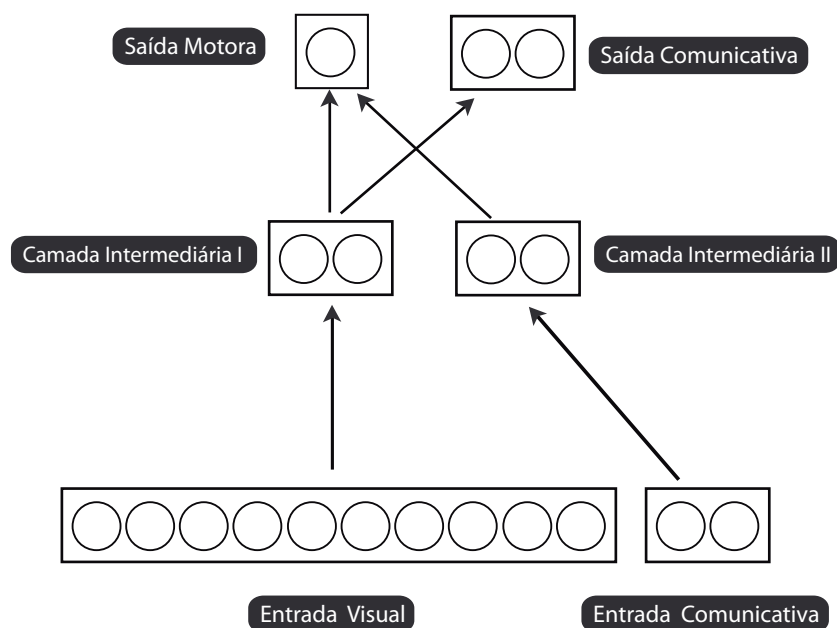 Saída Motora
Saída Comunicativa
Camada Intermediária I
Camada Intermediária II
Entrada Visual
Entrada Comunicativa